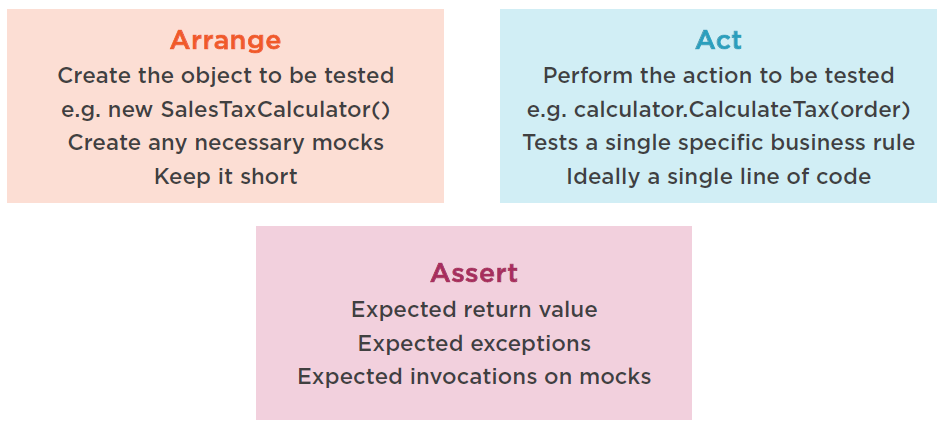 Arrange
Create the object to be tested
e.g. new SalesTaxCalculator()
Create any necessary mocks
Keep it short
Act
Perform the action to be tested
e.g. calculator.CalculateTax(order)
Tests a single specific business rule
Ideally a single line of code
Assert
Expected return value
Expected exceptions
Expected invocations on mocks